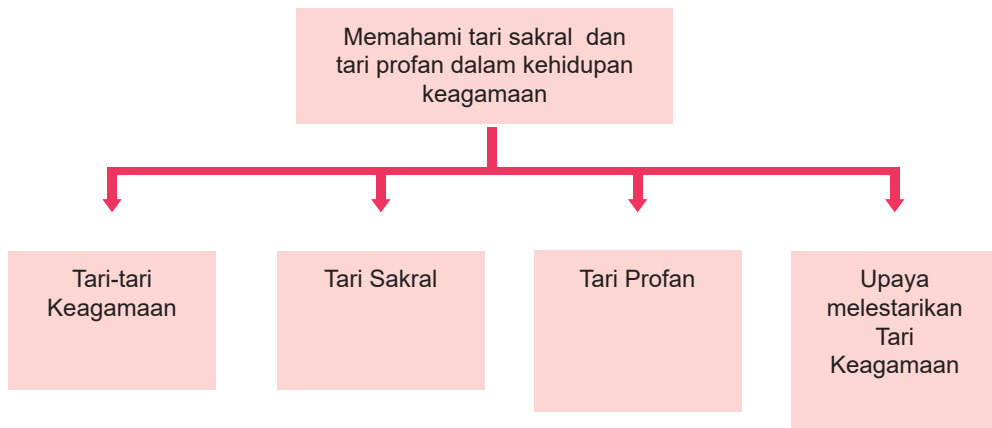 Memahami tari sakral  dan
tari profan dalam kehidupan
keagamaan
Tari-tari
Keagamaan
Tari Sakral
Tari Profan
Upaya
melestarikan
Tari
Keagamaan